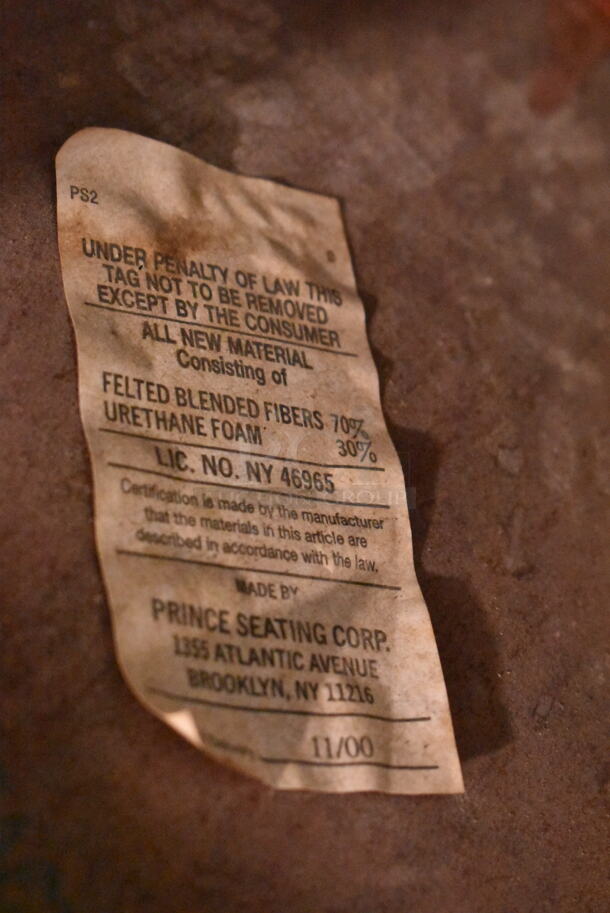 PS2
UNDER PENALTY OF LAW THIS
TAG NOT TO BE REMOVED
EXCEPT BY THE CONSUMER
ALL NEW MATERIAL
Consisting of
FELTED BLENDED FIBERS 70%
URETHANE FOAM 30%
LIC. NO. NY 46965
Certification is made by the manufacturer
that the materials in this article are
described in accordance with the law.
MADE BY
PRINCE SEATING CORP.
1355 ATLANTIC AVENUE
BROOKLYN, NY 11216
11/00